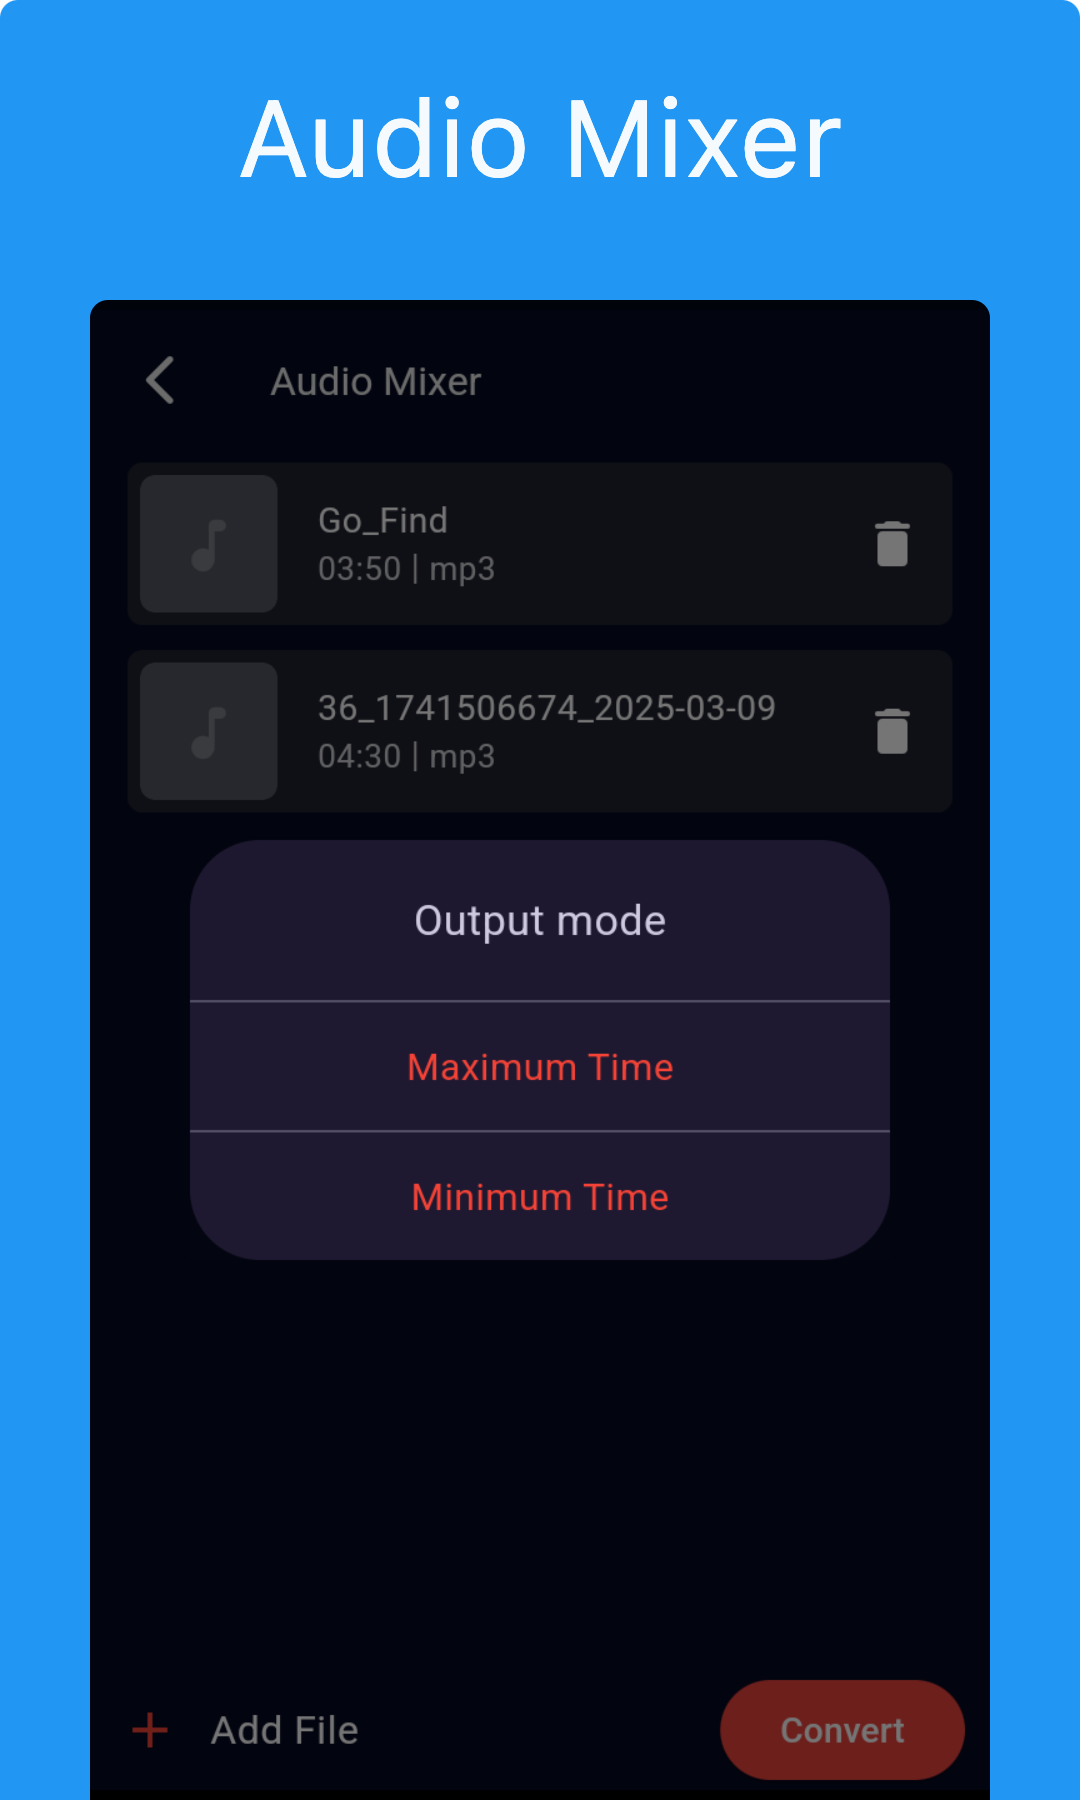 Audio Mixer
Audio Mixer
Go_Find
03:50 | mp3
36_1741506674_2025-03-09
04:30 | mp3
Output mode
Maximum Time
Minimum Time
Add File
Convert